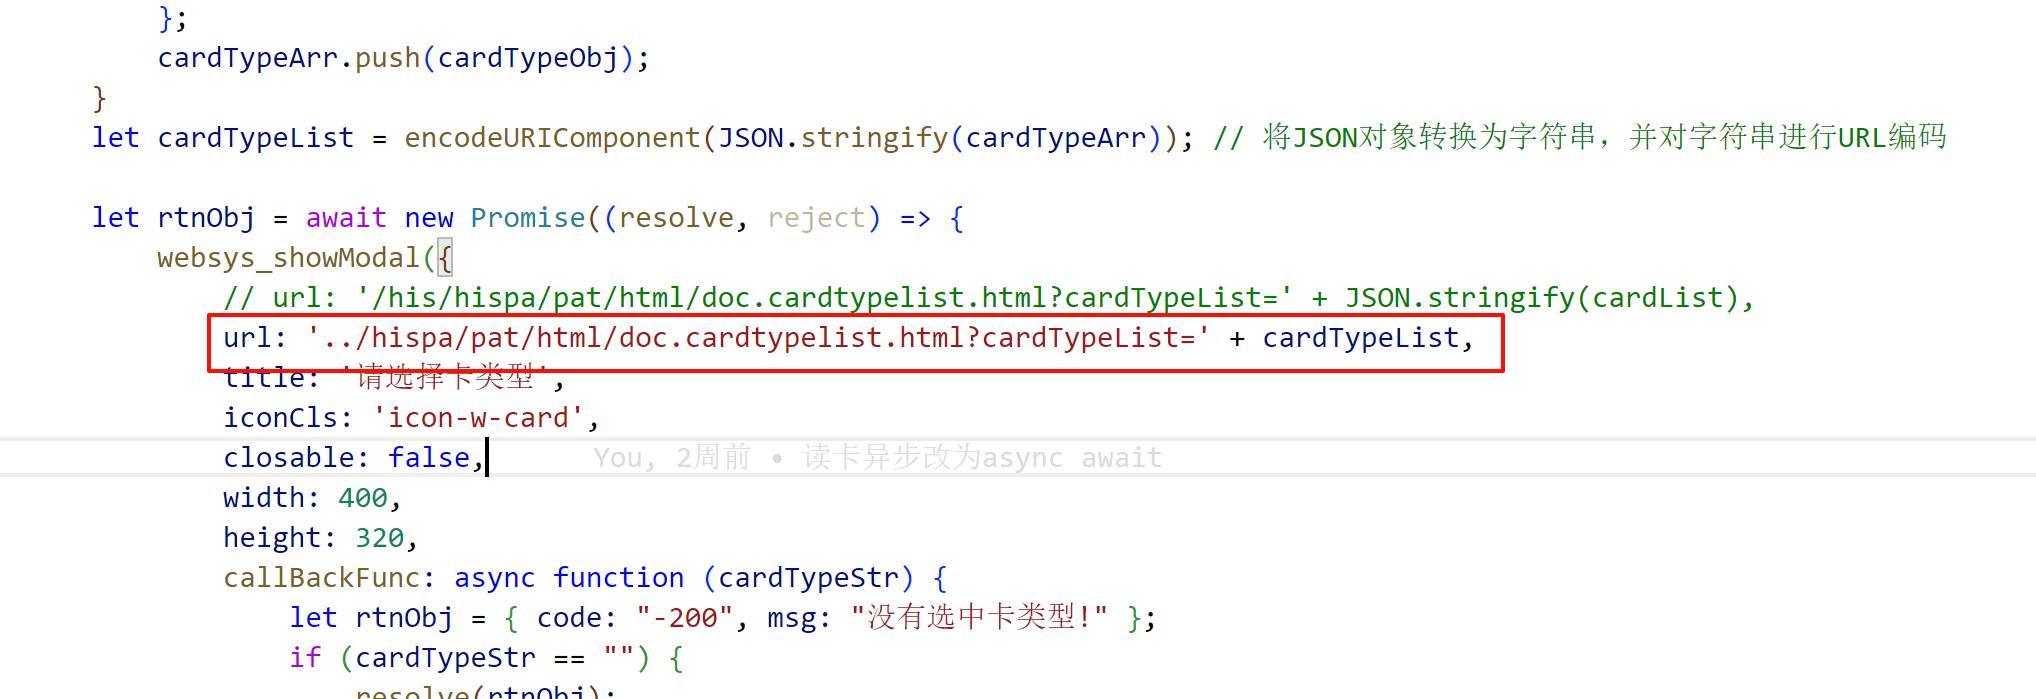 };
cardTypeArr.push(cardTypeObj);
}
let cardTypeList = encodeURIComponent(JSON.stringify(cardTypeArr)); // 将JSON对象转换为字符串，并对字符串进行URL编码
let rtnObj = await new Promise((resolve, reject) => {
websys_showModal({
// url: '/his/hispa/pat/html/doc.cardtypelist.html?cardTypeList=' + JSON.stringify(cardList),
url: '../hispa/pat/html/doc.cardtypelist.html?cardTypeList=' + cardTypeList,
title: '请选择卡类型',
iconCls: 'icon-w-card',
closable: false, You, 2周前 • 读卡异步改为async await
width: 400,
height: 320,
callBackFunc: async function (cardTypeStr) {
let rtnObj = { code: "-200", msg: "没有选中卡类型!" };
if (cardTypeStr == "") {
resolve(rtnObj);